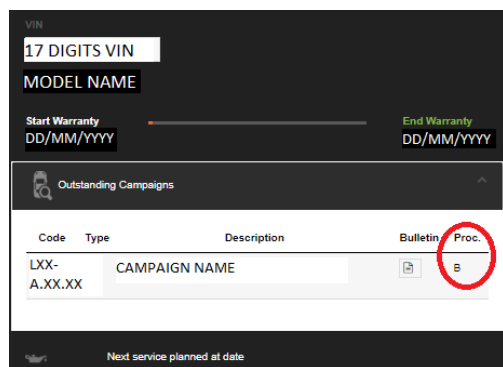 VIN
17 DIGITS VIN
MODEL NAME
Start Warranty End Warranty
DD/MM/YYYY DD/MM/YYYY
Outstanding Campaigns
Code Type Description Bulletin Proc.
LXX- CAMPAIGN NAME B
A.XX.XX
Next service planned at date